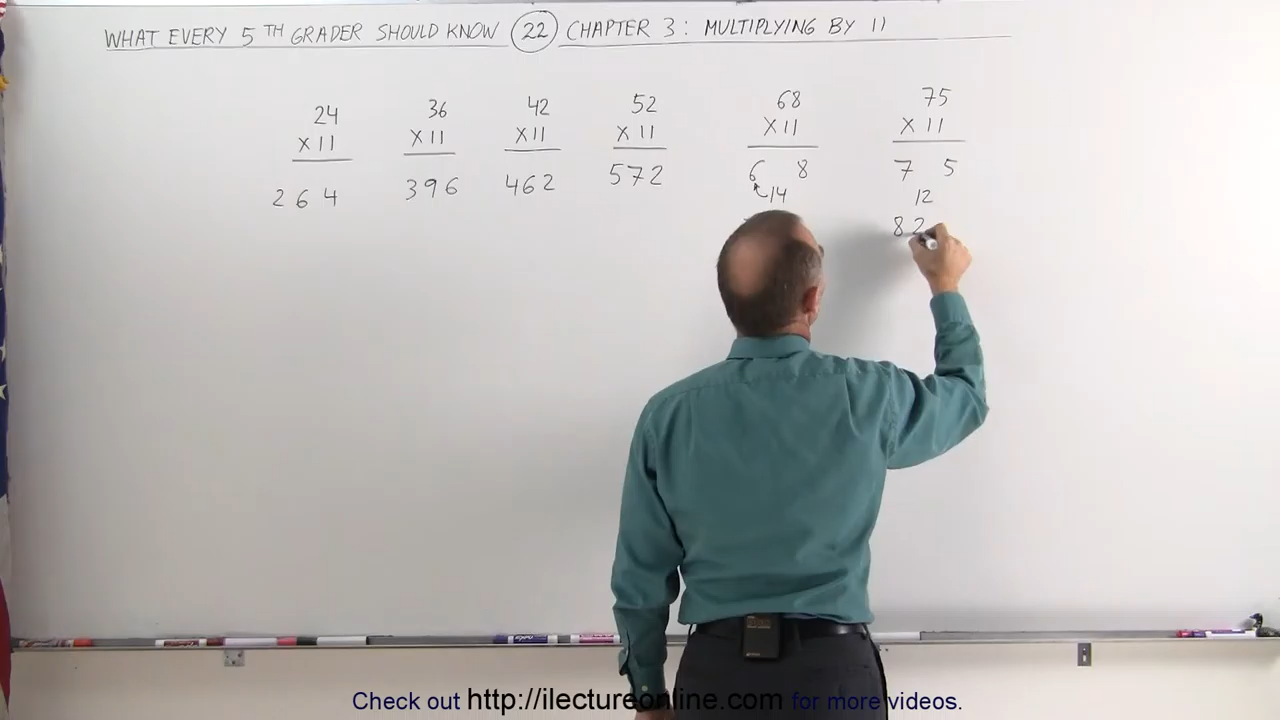 WHAT EVERY 5TH GRADER SHOULD KNOW 22 CHAPTER 3: MULTIPLYING BY 11
24 36 42 52 68 75
X 11 X 11 X 11 X 11 X 11 X 11
264 396 462 572 6 8 7 5
14 12
82
Check out http://ilectureonline.com for more videos.